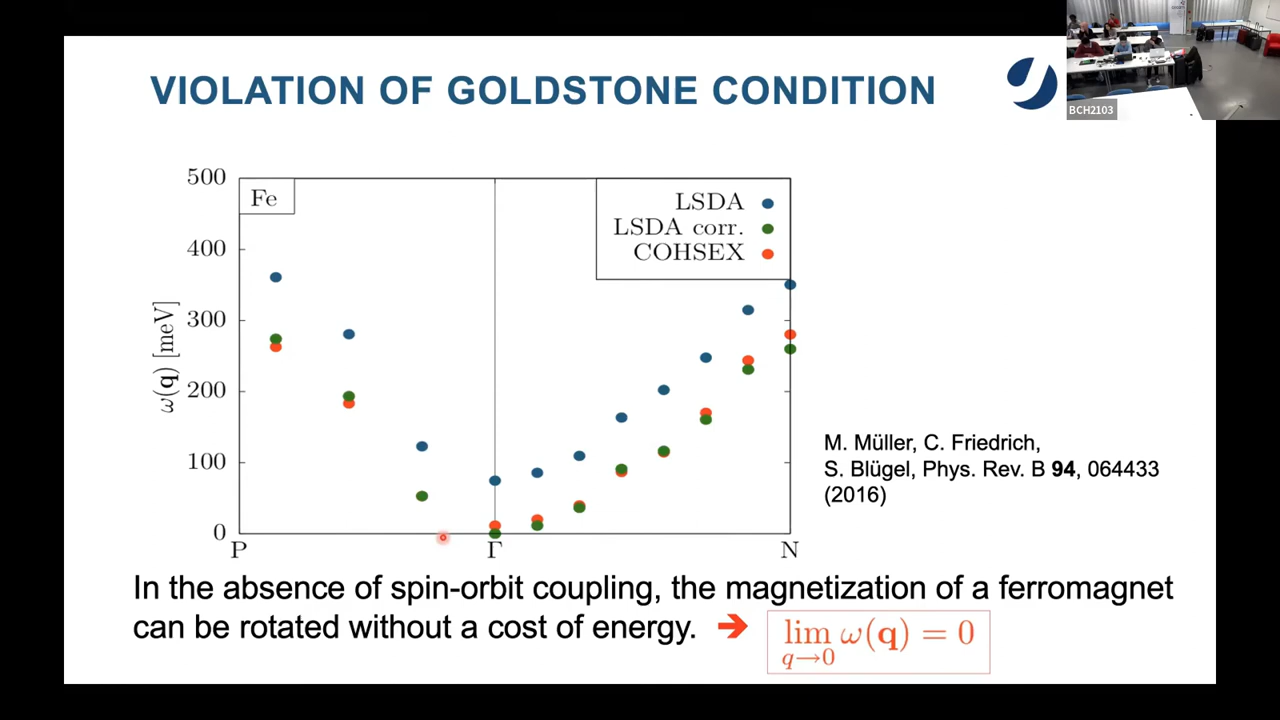 VIOLATION OF GOLDSTONE CONDITION
BCH2103
Fe
LSDA
LSDA corr.
COHSEX
500
400
300
200
100
0
ω(q) [meV]
P
Γ
N
M. Müller, C. Friedrich,
S. Blügel, Phys. Rev. B 94, 064433
(2016)
In the absence of spin-orbit coupling, the magnetization of a ferromagnet
can be rotated without a cost of energy. ➔ lim ω(q) = 0
q→0